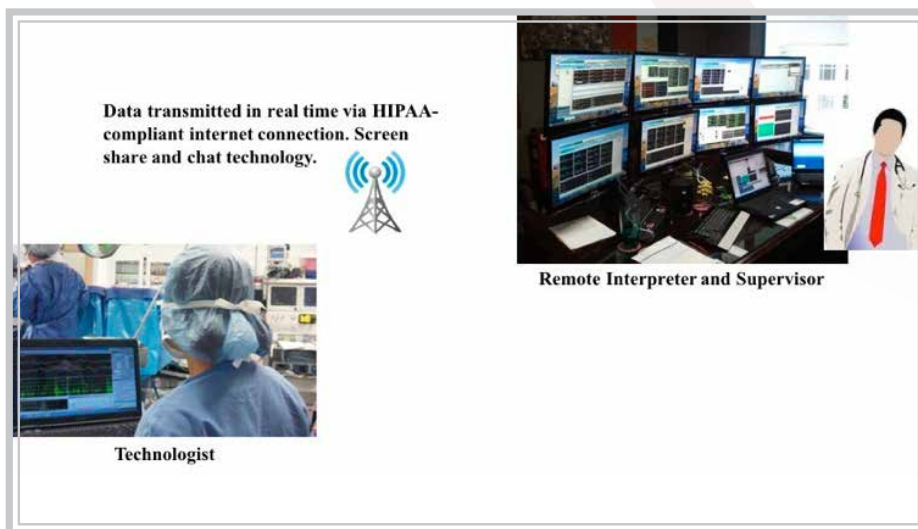 Data transmitted in real time via HIPAA-
compliant internet connection. Screen
share and chat technology.
Remote Interpreter and Supervisor
Technologist